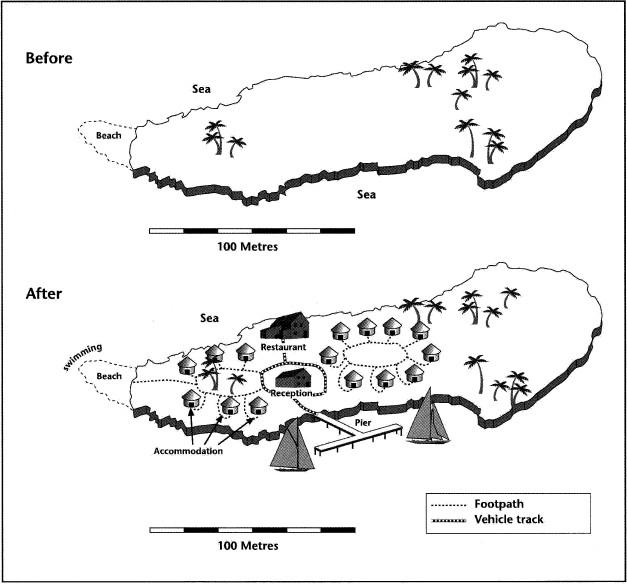 Before
Sea
Beach
Sea
100 Metres
After
Sea
Restaurant
swimming
Beach
Reception
Pier
Accommodation
Footpath
Vehicle track
100 Metres